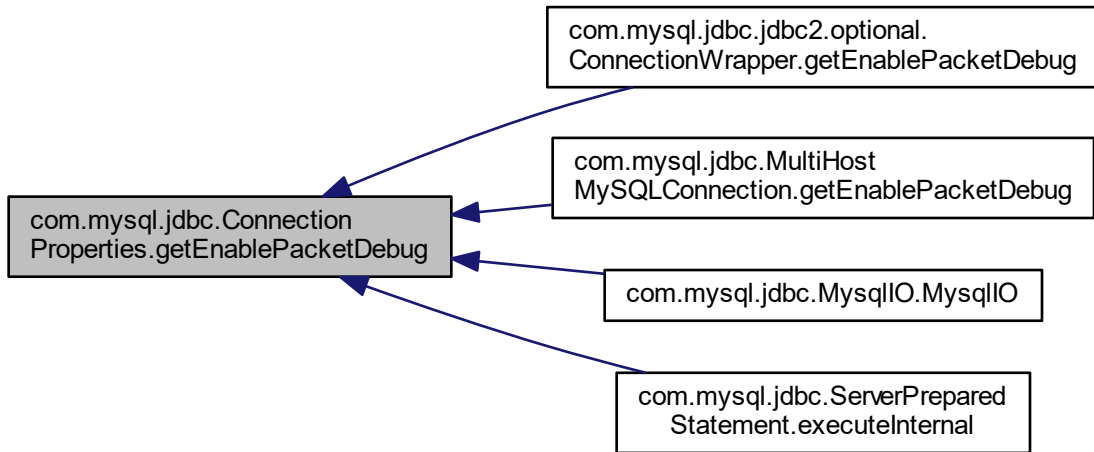 com.mysql.jdbc.jdbc2.optional.
ConnectionWrapper.getEnablePacketDebug
com.mysql.jdbc.MultiHost
MySQLConnection.getEnablePacketDebug
com.mysql.jdbc.Connection
Properties.getEnablePacketDebug
com.mysql.jdbc.MysqlIO.MysqlIO
com.mysql.jdbc.ServerPrepared
Statement.executeInternal